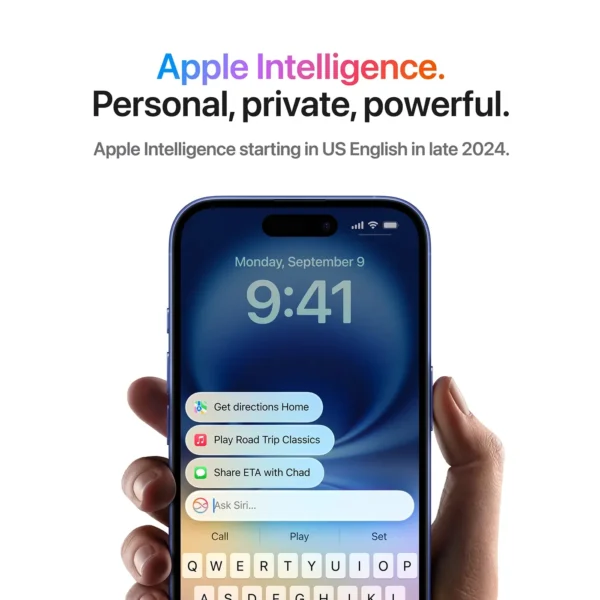 Apple Intelligence.
Personal, private, powerful.
Apple Intelligence starting in US English in late 2024.
Monday, September 9
9:41
Get directions Home
Play Road Trip Classics
Share ETA with Chad
Ask Siri...
Call Play Set
Q W E R T Y U I O P
A S D F G H K L